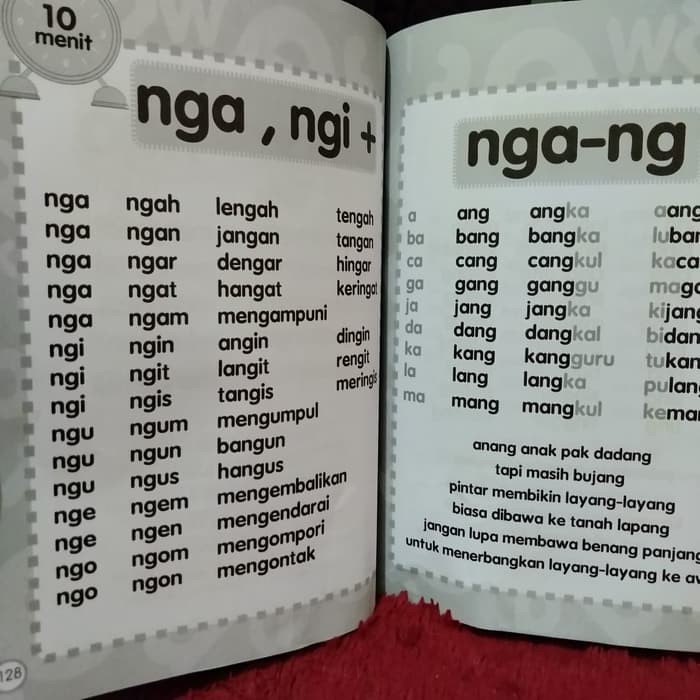 10
menit
nga , ngi +
nga ngah lengah tengah
nga ngan jangan tangan
nga ngar dengar hingar
nga ngat hangat keringat
nga ngam mengampuni
ngi ngin angin dingin
ngi ngit langit rengit
ngi ngis tangis meringis
ngu ngum mengumpul
ngu ngun bangun
ngu ngus hangus
nge ngem mengembalikan
nge ngen mengendarai
ngo ngom mengompori
ngo ngon mengontak
128
nga-ng
a ang angka aang
ba bang bangka
ca cang cangkul
ga gang ganggu
ja jang jangka
da dang dangkal
ka kang kangguru
la lang langka
ma mang mangkul
anang anak pak dadang
tapi masih bujang
pintar membikin layang-layang
biasa dibawa ke tanah lapang
jangan lupa membawa benang panjang
untuk menerbangkan layang-layang ke